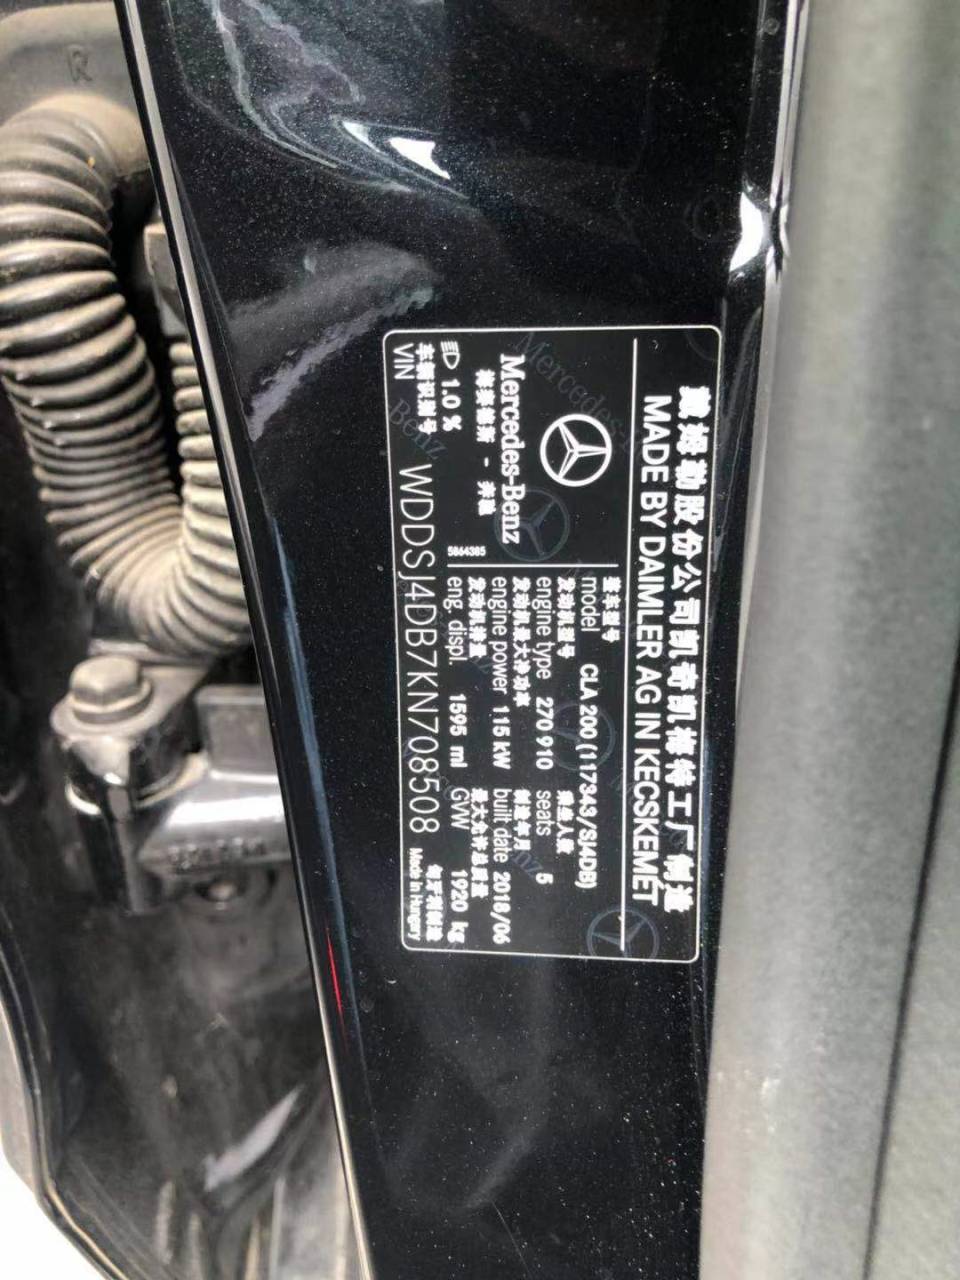 戴姆勒股份公司凯奇凯梅特工厂制造
MADE BY DAIMLER AG IN KECSKEMET
Mercedes-Benz
梅赛德斯 - 奔驰
1.0 %
5864385
整车型号
model CLA 200 (117343/SJ4DB)
发动机型号 乘坐人数
engine type 270 910 seats 5
发动机最大净功率 制造年月
engine power 115 kW built date 2018/06
发动机排量 最大允许总质量
eng. displ. 1595 ml GVW 1920 kg
车辆识别号 匈牙利制造
VIN WDDSJ4DB7KN708508 Made in Hungary
R